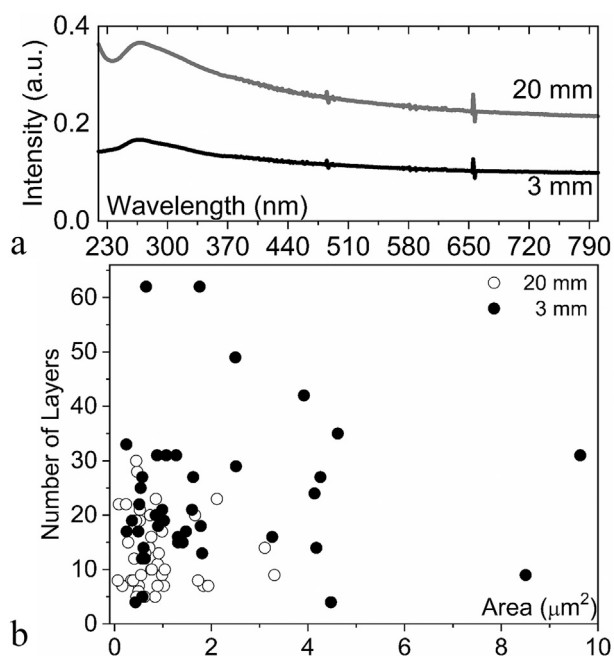 0.4
0.2
0.0
Intensity (a.u.)
20 mm
3 mm
Wavelength (nm)
a
230 300 370 440 510 580 650 720 790
60
50
40
30
20
10
0
Number of Layers
20 mm
3 mm
Area (μm²)
b
0 2 4 6 8 10